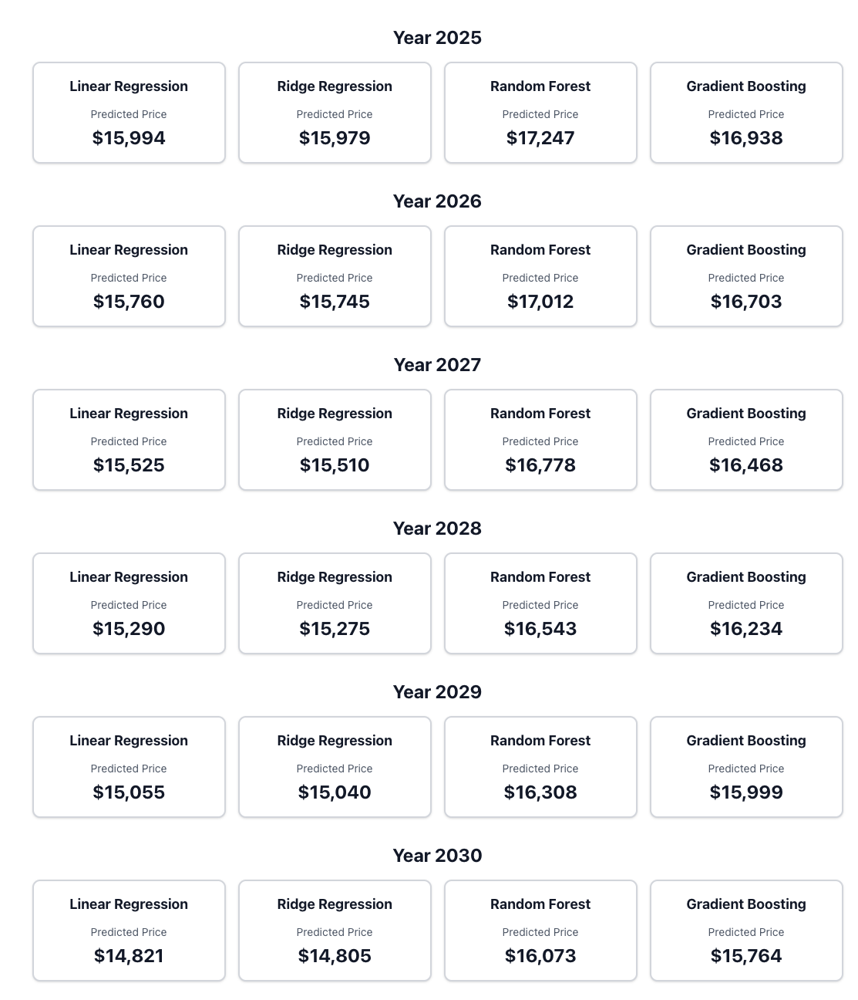 Year 2025
Linear Regression
Predicted Price
$15,994
Ridge Regression
Predicted Price
$15,979
Random Forest
Predicted Price
$17,247
Gradient Boosting
Predicted Price
$16,938
Year 2026
Linear Regression
Predicted Price
$15,760
Ridge Regression
Predicted Price
$15,745
Random Forest
Predicted Price
$17,012
Gradient Boosting
Predicted Price
$16,703
Year 2027
Linear Regression
Predicted Price
$15,525
Ridge Regression
Predicted Price
$15,510
Random Forest
Predicted Price
$16,778
Gradient Boosting
Predicted Price
$16,468
Year 2028
Linear Regression
Predicted Price
$15,290
Ridge Regression
Predicted Price
$15,275
Random Forest
Predicted Price
$16,543
Gradient Boosting
Predicted Price
$16,234
Year 2029
Linear Regression
Predicted Price
$15,055
Ridge Regression
Predicted Price
$15,040
Random Forest
Predicted Price
$16,308
Gradient Boosting
Predicted Price
$15,999
Year 2030
Linear Regression
Predicted Price
$14,821
Ridge Regression
Predicted Price
$14,805
Random Forest
Predicted Price
$16,073
Gradient Boosting
Predicted Price
$15,764